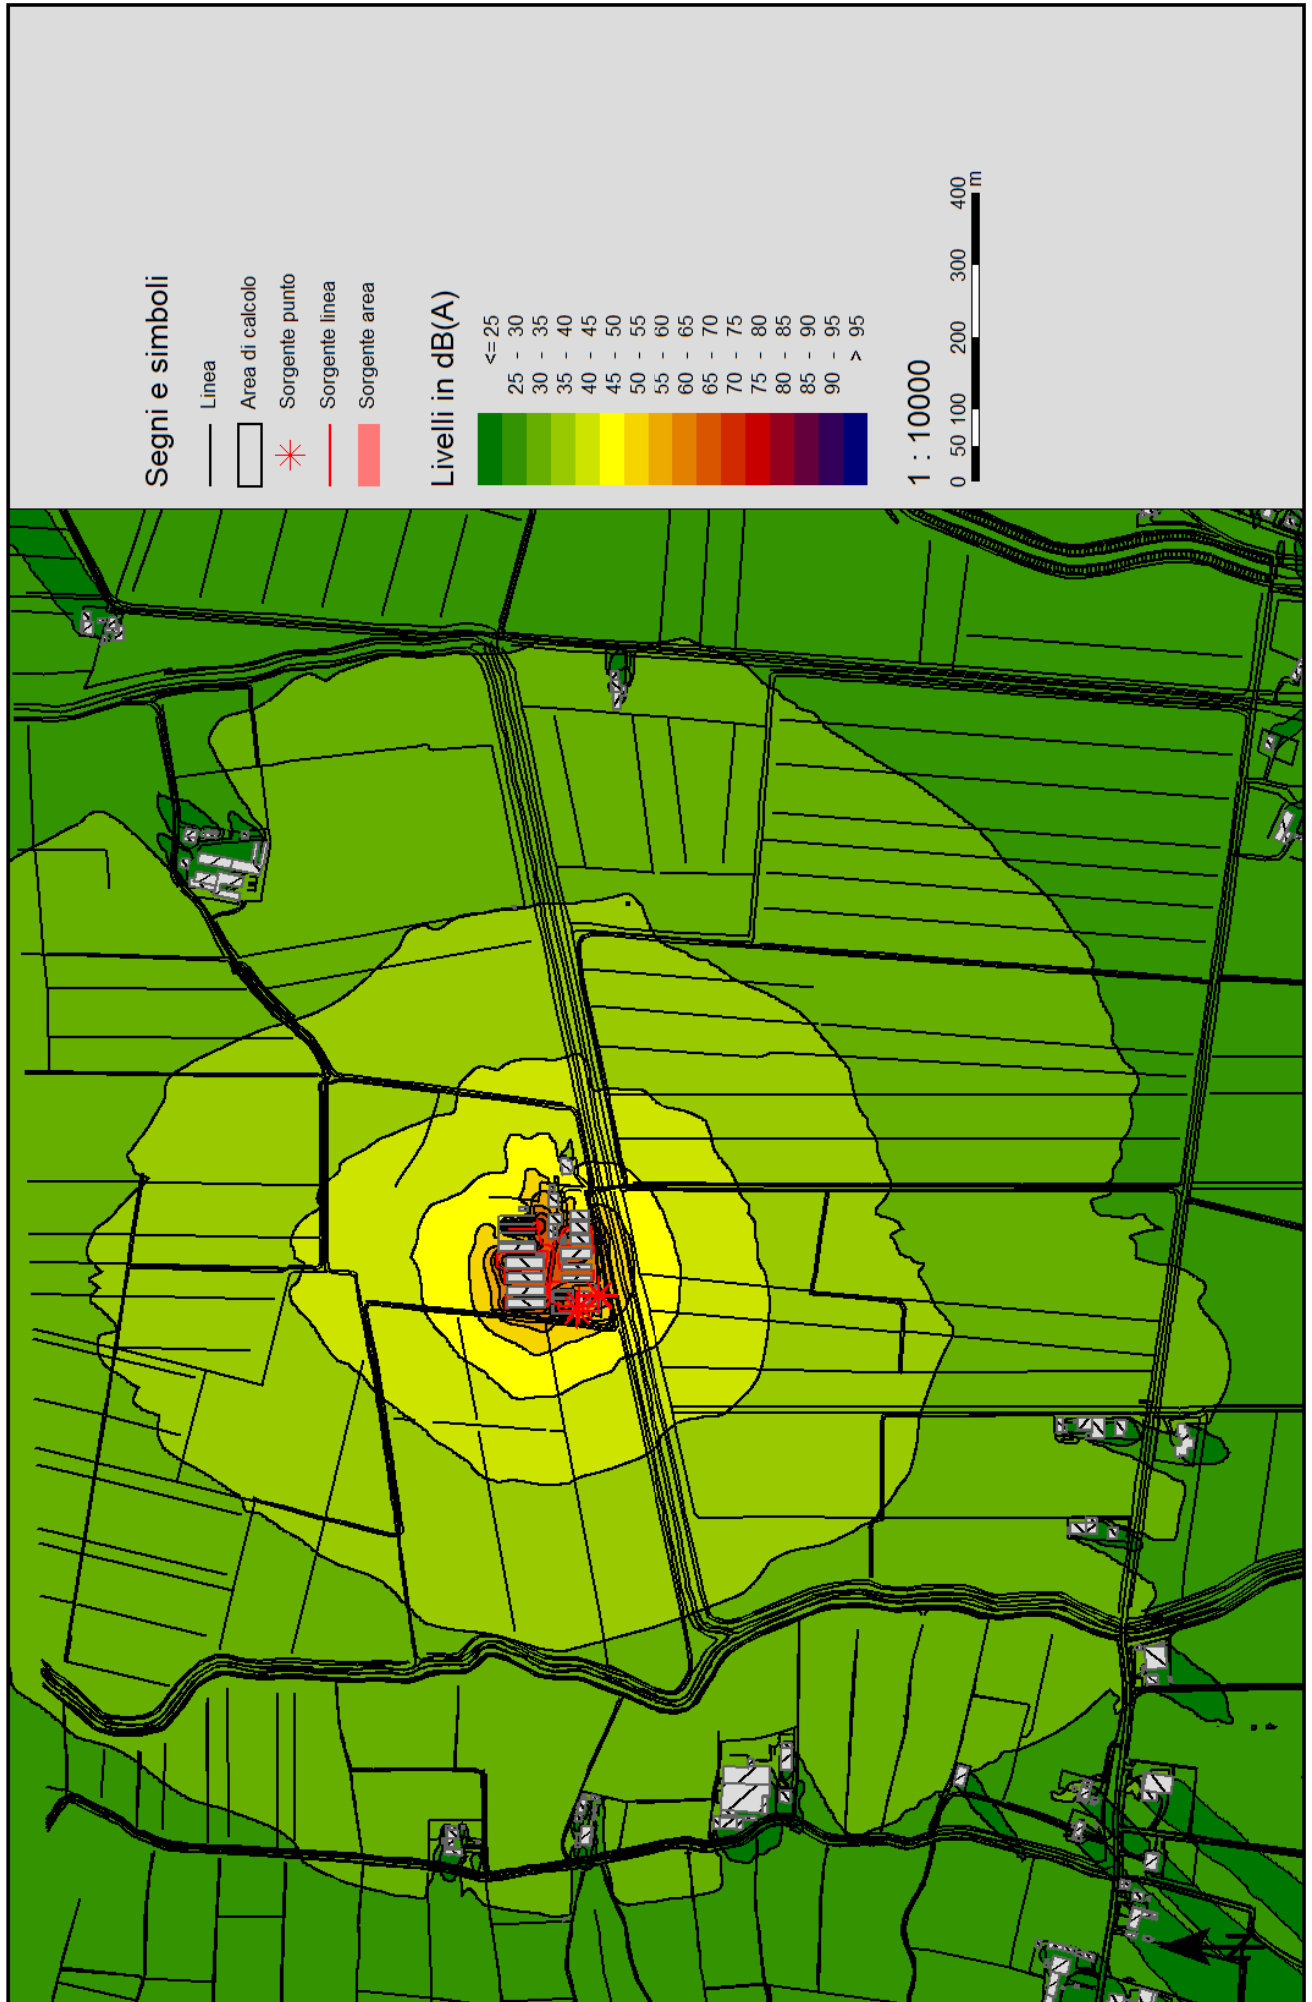 Segni e simboli
Linea
Area di calcolo
Sorgente punto
Sorgente linea
Sorgente area
Livelli in dB(A)
<= 25
25 - 30
30 - 35
35 - 40
40 - 45
45 - 50
50 - 55
55 - 60
60 - 65
65 - 70
70 - 75
75 - 80
80 - 85
85 - 90
90 - 95
> 95
1 : 10000
0 50 100 200 300 400
m